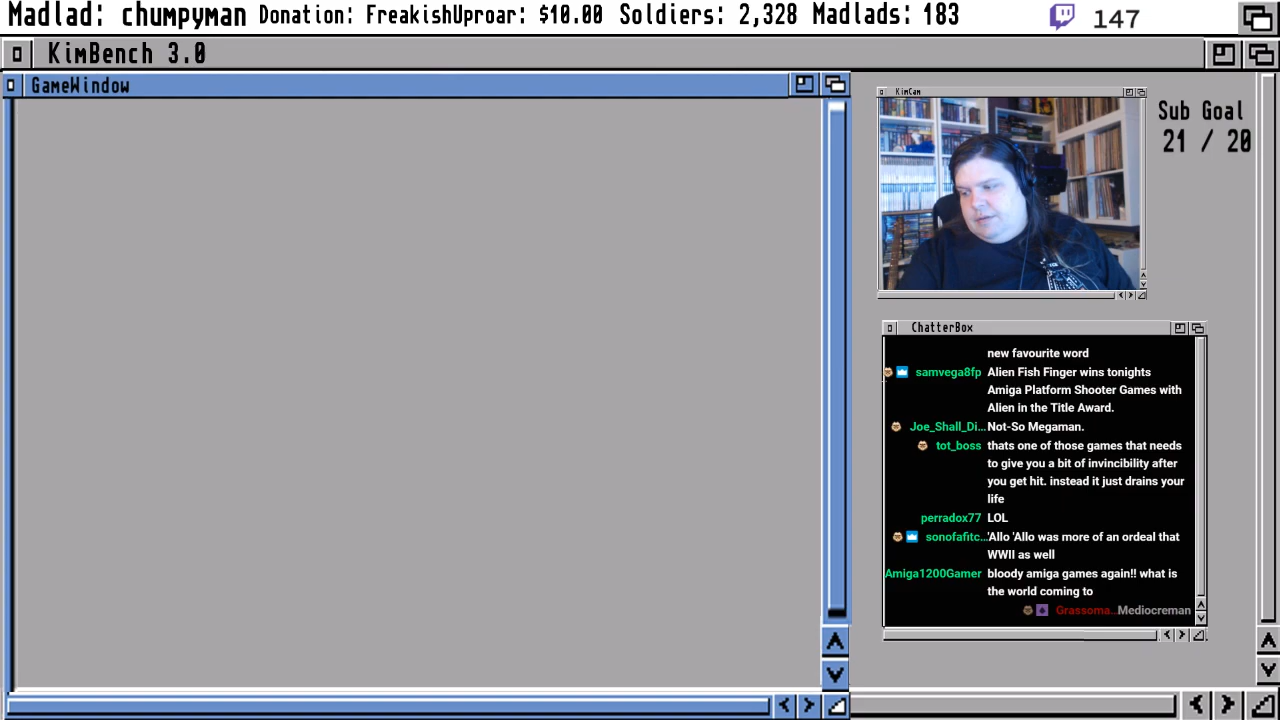 Madlad: chumpyman Donation: FreakishUproar: $10.00 Soldiers: 2,328 Madlads: 183 147
KimBench 3.0
GameWindow
KimCam
Sub Goal
21 / 20
ChatterBox
new favourite word
samvega8fp Alien Fish Finger wins tonights
Amiga Platform Shooter Games with
Alien in the Title Award.
Joe_Shall_Di... Not-So Megaman.
tot_boss thats one of those games that needs
to give you a bit of invincibility after
you get hit. instead it just drains your
life
perradox77 LOL
sonofafitc... 'Allo 'Allo was more of an ordeal that
WWII as well
Amiga1200Gamer bloody amiga games again!! what is
the world coming to
Grassoma... Mediocreman